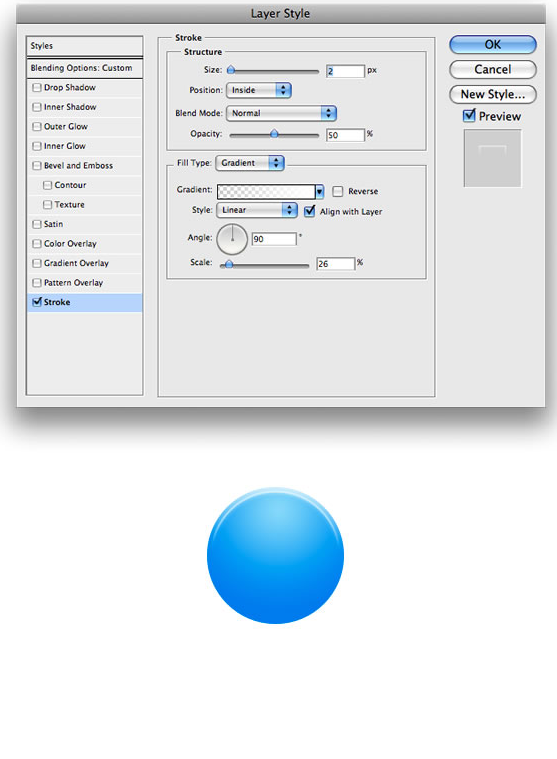 Layer Style
Styles
Blending Options: Custom
Drop Shadow
Inner Shadow
Outer Glow
Inner Glow
Bevel and Emboss
Contour
Texture
Satin
Color Overlay
Gradient Overlay
Pattern Overlay
Stroke
Stroke
Structure
Size: 2 px
Position: Inside
Blend Mode: Normal
Opacity: 50 %
Fill Type: Gradient
Gradient: Reverse
Style: Linear Align with Layer
Angle: 90 °
Scale: 26 %
OK
Cancel
New Style...
Preview